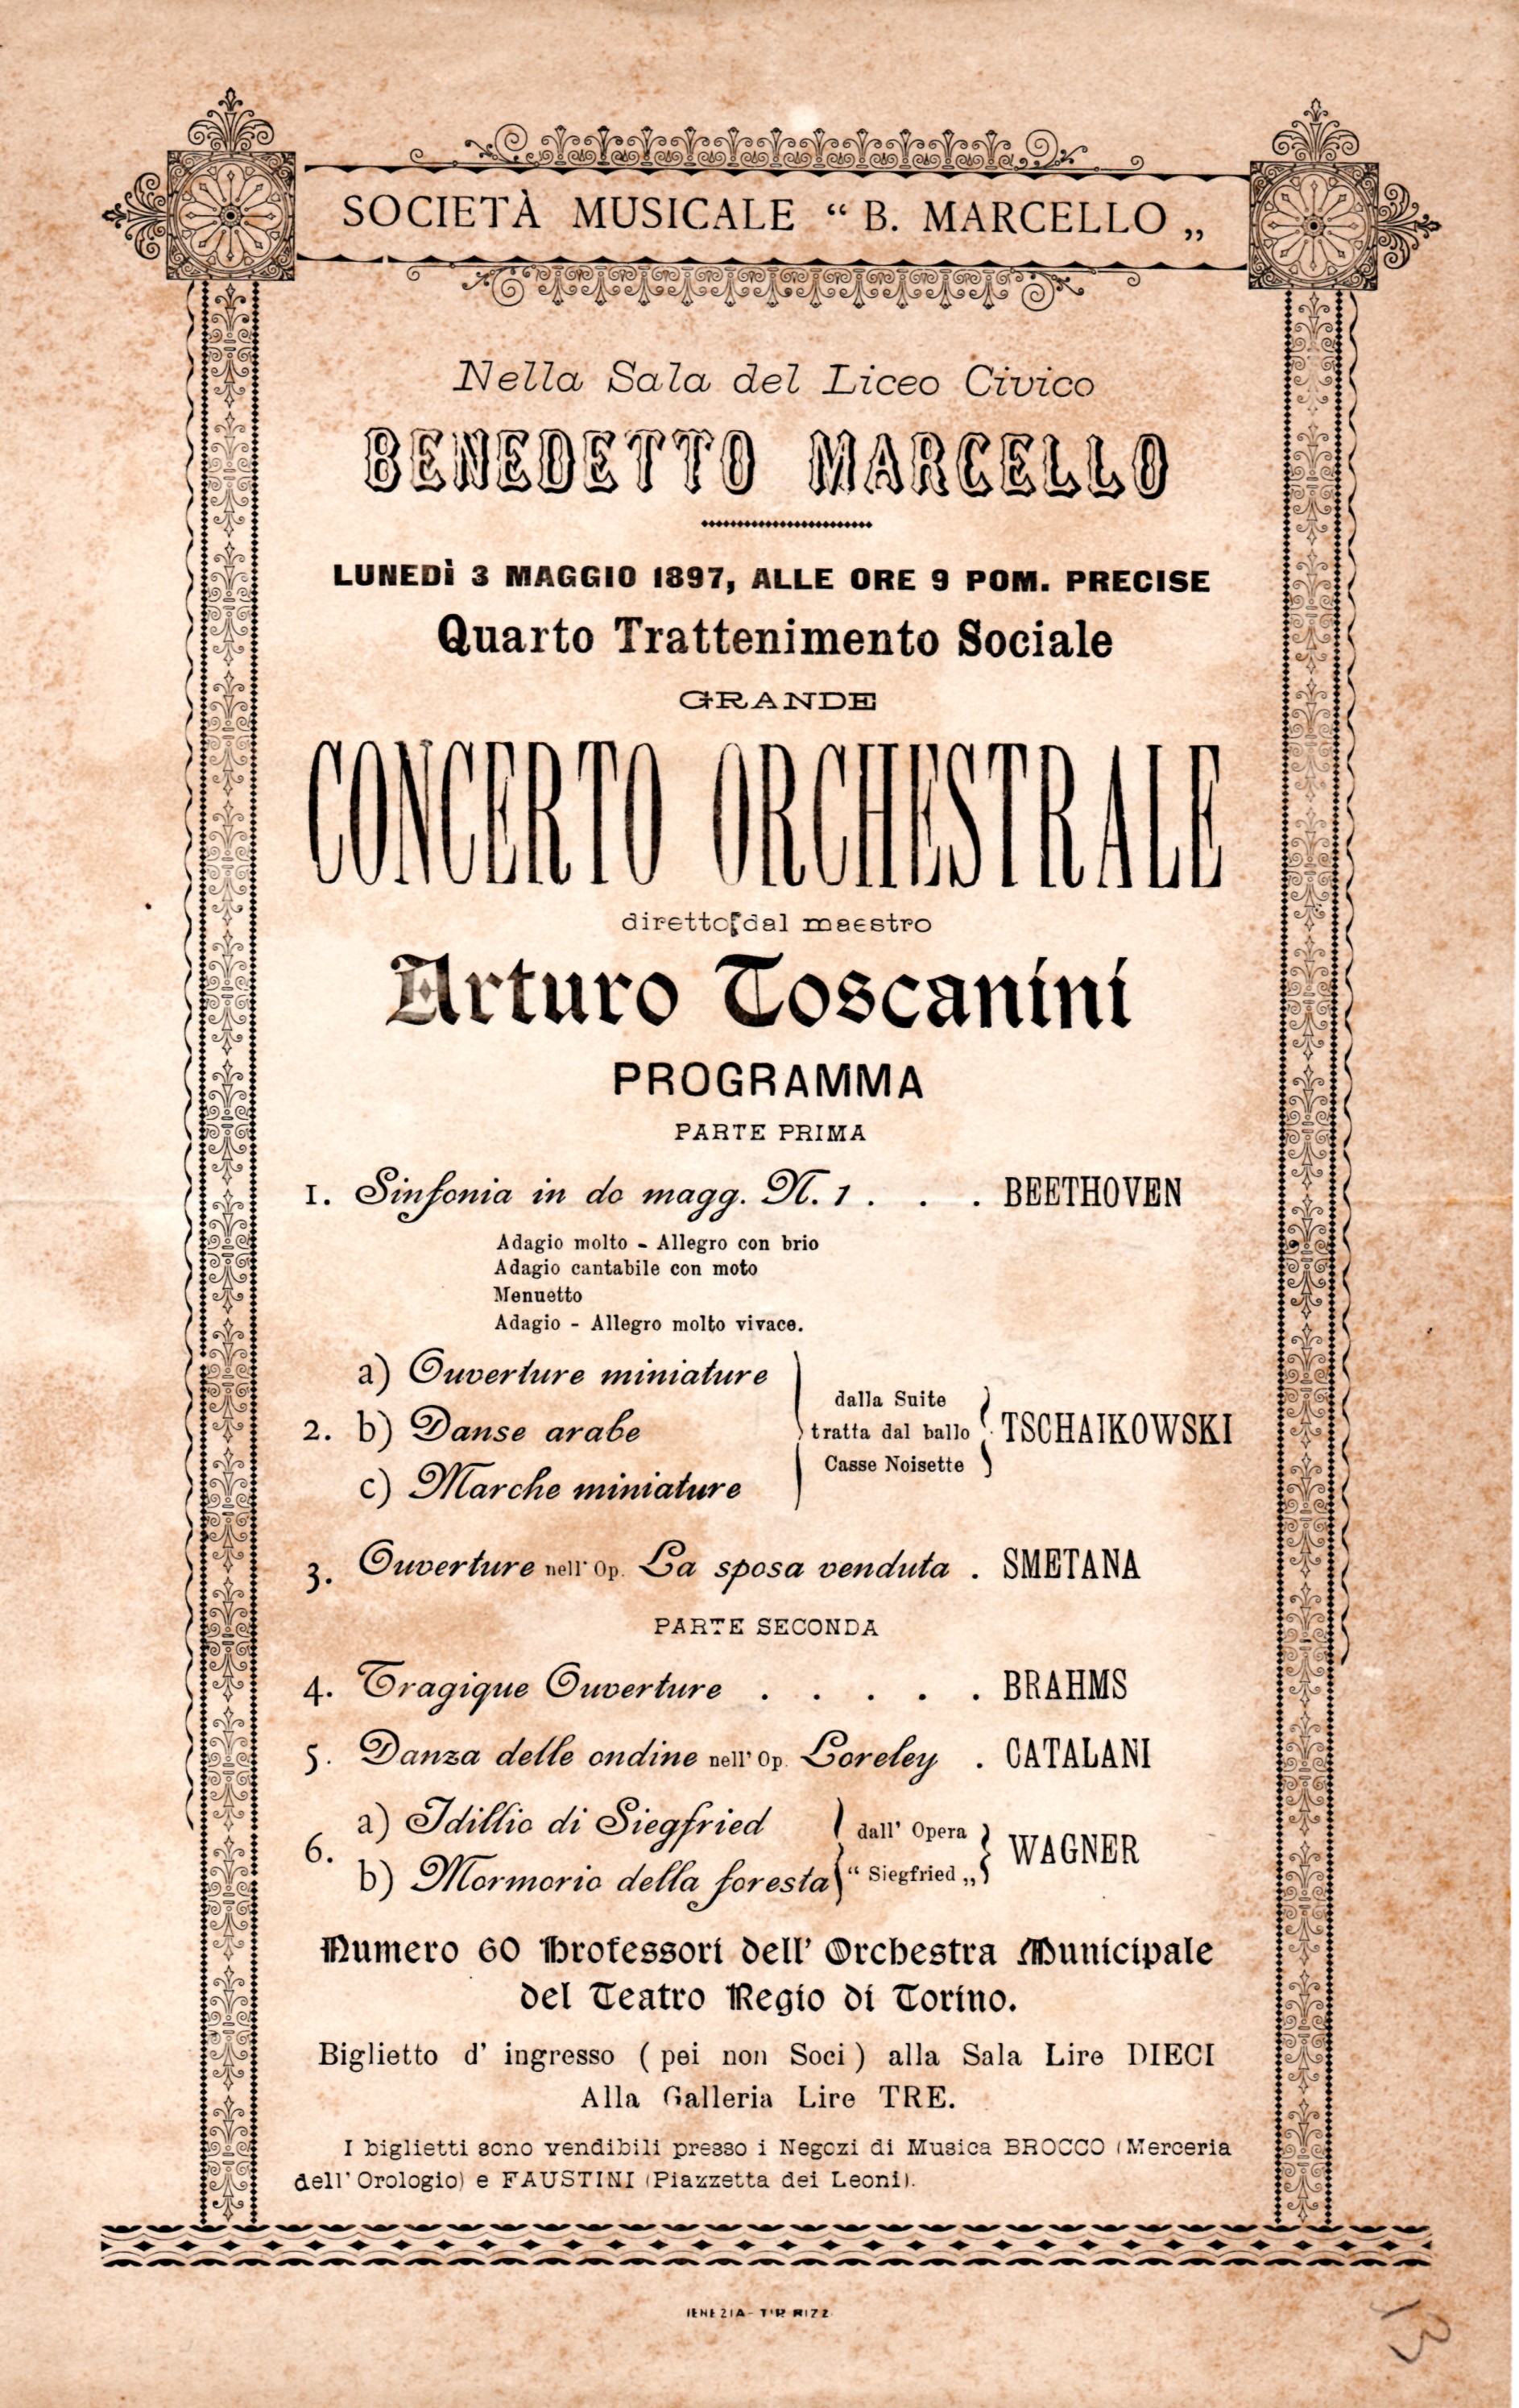 SOCIETÀ MUSICALE “ B. MARCELLO „
Nella Sala del Liceo Civico
BENEDETTO MARCELLO
LUNEDì 3 MAGGIO 1897, ALLE ORE 9 POM. PRECISE
Quarto Trattenimento Sociale
GRANDE
CONCERTO ORCHESTRALE
diretto dal maestro
Arturo Toscanini
PROGRAMMA
PARTE PRIMA
1. Sinfonia in do magg. N. 1 . . . BEETHOVEN
Adagio molto - Allegro con brio
Adagio cantabile con moto
Menuetto
Adagio - Allegro molto vivace.
a) Ouverture miniature
2. b) Danse arabe
c) Marche miniature
dalla Suite
tratta dal ballo
Casse Noisette
TSCHAIKOWSKI
3. Ouverture nell' Op. La sposa venduta . SMETANA
PARTE SECONDA
4. Tragique Ouverture . . . . . BRAHMS
5. Danza delle ondine nell' Op. Loreley . CATALANI
6. a) Idillio di Siegfried
b) Mormorio della foresta
dall' Opera
“ Siegfried „
WAGNER
Numero 60 Professori dell' Orchestra Municipale
del Teatro Regio di Torino.
Biglietto d' ingresso ( pei non Soci ) alla Sala Lire DIECI
Alla Galleria Lire TRE.
I biglietti sono vendibili presso i Negozi di Musica BROCCO (Merceria
dell' Orologio) e FAUSTINI (Piazzetta dei Leoni).